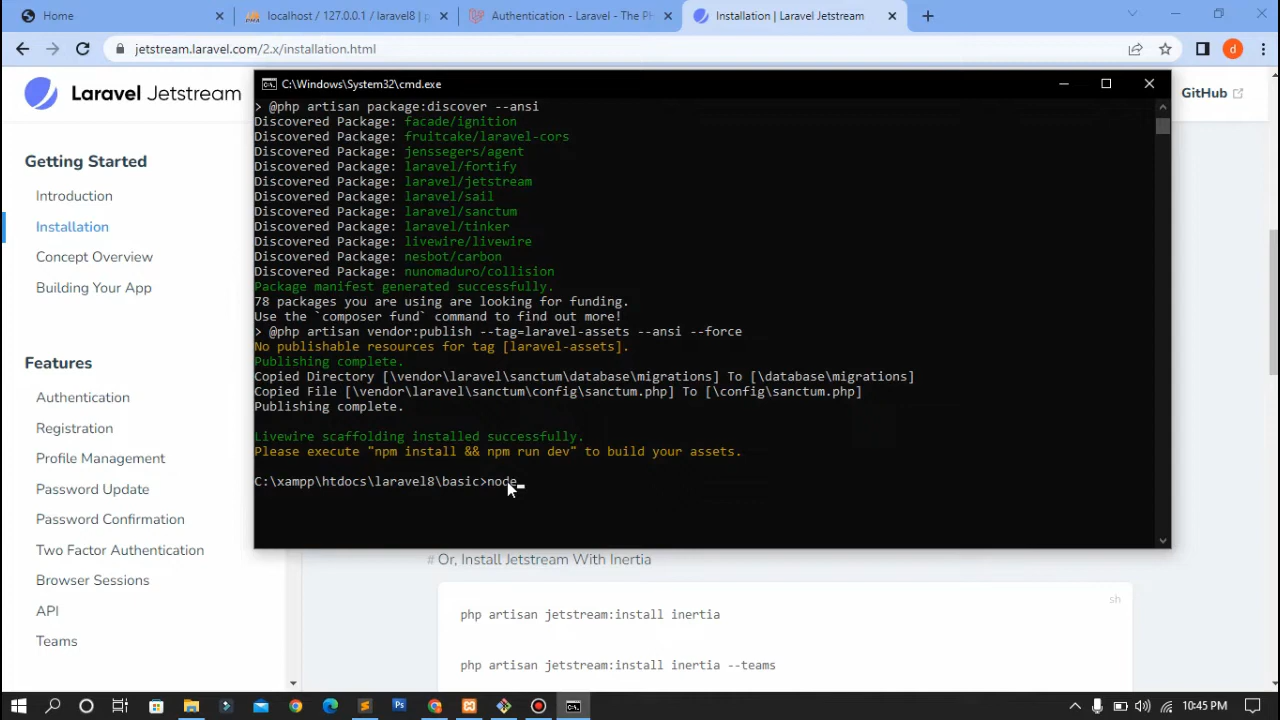 Home
localhost / 127.0.0.1 / laravel8 | p
Authentication - Laravel - The PH
Installation | Laravel Jetstream
jetstream.laravel.com/2.x/installation.html
d
Laravel Jetstream
GitHub
Getting Started
Introduction
Installation
Concept Overview
Building Your App
Features
Authentication
Registration
Profile Management
Password Update
Password Confirmation
Two Factor Authentication
Browser Sessions
API
Teams
C:\Windows\System32\cmd.exe
> @php artisan package:discover --ansi
Discovered Package: facade/ignition
Discovered Package: fruitcake/laravel-cors
Discovered Package: jenssegers/agent
Discovered Package: laravel/fortify
Discovered Package: laravel/jetstream
Discovered Package: laravel/sail
Discovered Package: laravel/sanctum
Discovered Package: laravel/tinker
Discovered Package: livewire/livewire
Discovered Package: nesbot/carbon
Discovered Package: nunomaduro/collision
Package manifest generated successfully.
78 packages you are using are looking for funding.
Use the `composer fund` command to find out more!
> @php artisan vendor:publish --tag=laravel-assets --ansi --force
No publishable resources for tag [laravel-assets].
Publishing complete.
Copied Directory [\vendor\laravel\sanctum\database\migrations] To [\database\migrations]
Copied File [\vendor\laravel\sanctum\config\sanctum.php] To [\config\sanctum.php]
Publishing complete.
Livewire scaffolding installed successfully.
Please execute "npm install && npm run dev" to build your assets.
C:\xampp\htdocs\laravel8\basic>node
# Or, Install Jetstream With Inertia
sh
php artisan jetstream:install inertia
php artisan jetstream:install inertia --teams
Ps
10:45 PM